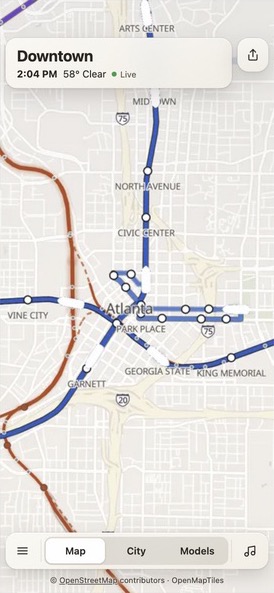 ARTS CENTER
Downtown
2:04 PM 58° Clear Live
MIDTOWN
75
NORTH AVENUE
CIVIC CENTER
Atlanta
VINE CITY
PARK PLACE
75
GEORGIA STATE
KING MEMORIAL
GARNETT
20
Map City Models
© OpenStreetMap contributors · OpenMapTiles